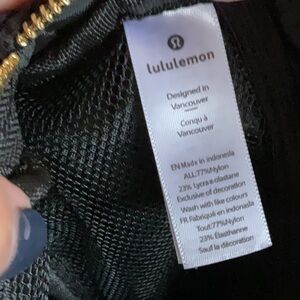 lululemon
Designed in
Vancouver
Conçu à
Vancouver
EN Made in indonesia
ALL:77%Nylon
23% Lycra®elastane
Exclusive of decoration
Wash with like colours
FR Fabriqué en indonesia
Tout:77%Nylon
23% Élasthanne
Sauf la décoration